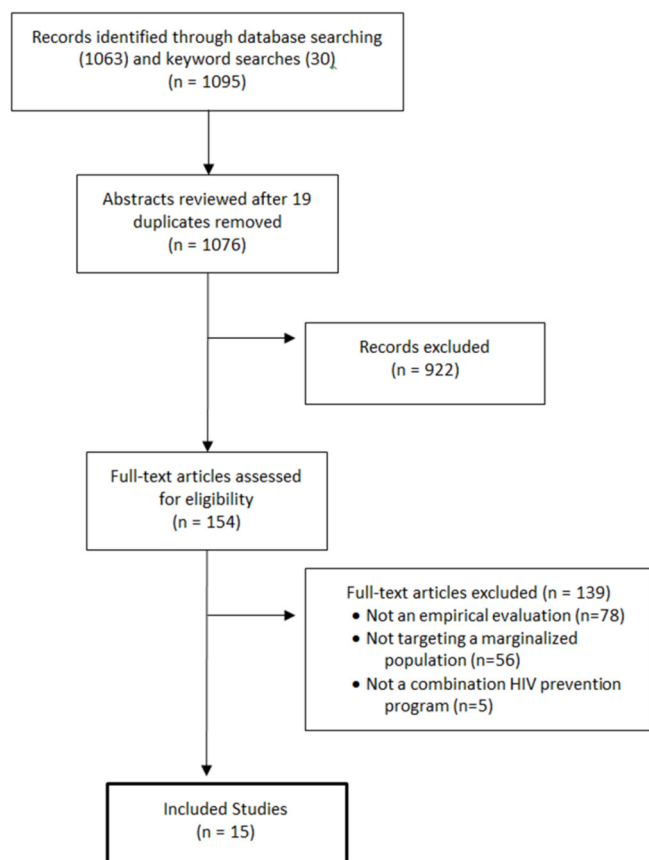 Records identified through database searching
(1063) and keyword searches (30)
(n = 1095)
Abstracts reviewed after 19
duplicates removed
(n = 1076)
Records excluded
(n = 922)
Full-text articles assessed
for eligibility
(n = 154)
Full-text articles excluded (n = 139)
• Not an empirical evaluation (n=78)
• Not targeting a marginalized
population (n=56)
• Not a combination HIV prevention
program (n=5)
Included Studies
(n = 15)